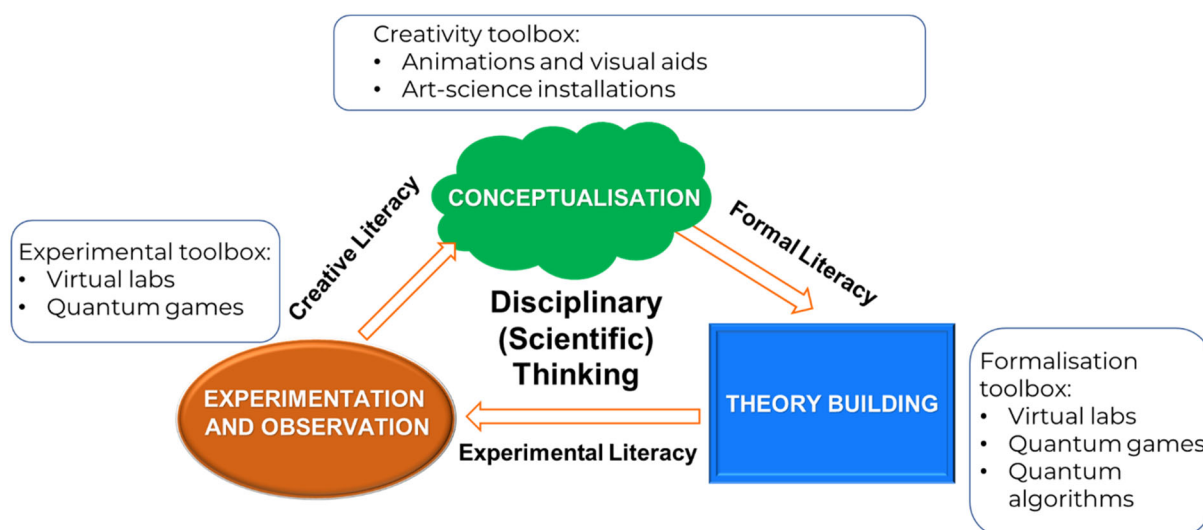 Creativity toolbox:
• Animations and visual aids
• Art-science installations
CONCEPTUALISATION
Creative Literacy
Formal Literacy
Experimental toolbox:
• Virtual labs
• Quantum games
Disciplinary
(Scientific)
Thinking
EXPERIMENTATION
AND OBSERVATION
THEORY BUILDING
Experimental Literacy
Formalisation
toolbox:
• Virtual labs
• Quantum games
• Quantum
algorithms